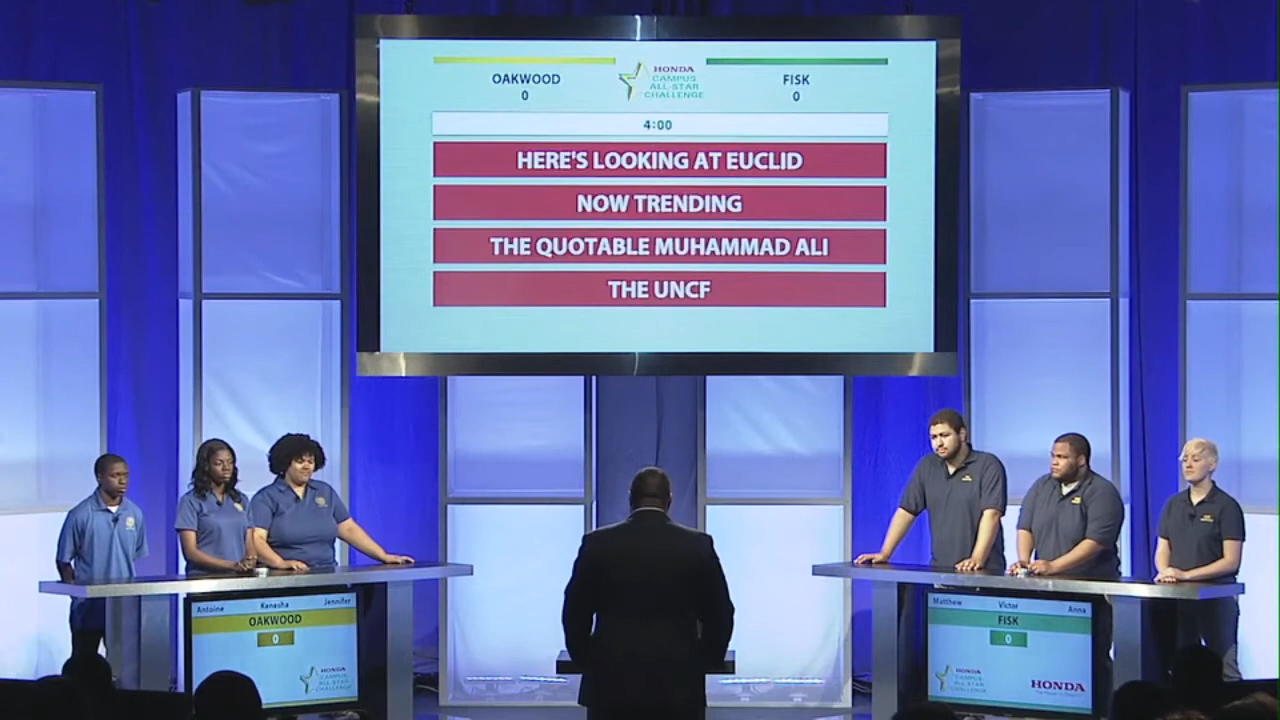 OAKWOOD
0
HONDA
CAMPUS
ALL-STAR
CHALLENGE
FISK
0
4:00
HERE'S LOOKING AT EUCLID
NOW TRENDING
THE QUOTABLE MUHAMMAD ALI
THE UNCF
Antoine Kenesha Jennifer
OAKWOOD
0
HONDA
CAMPUS
ALL-STAR
CHALLENGE
Matthew Victor Anna
FISK
0
HONDA
CAMPUS
ALL-STAR
CHALLENGE
HONDA